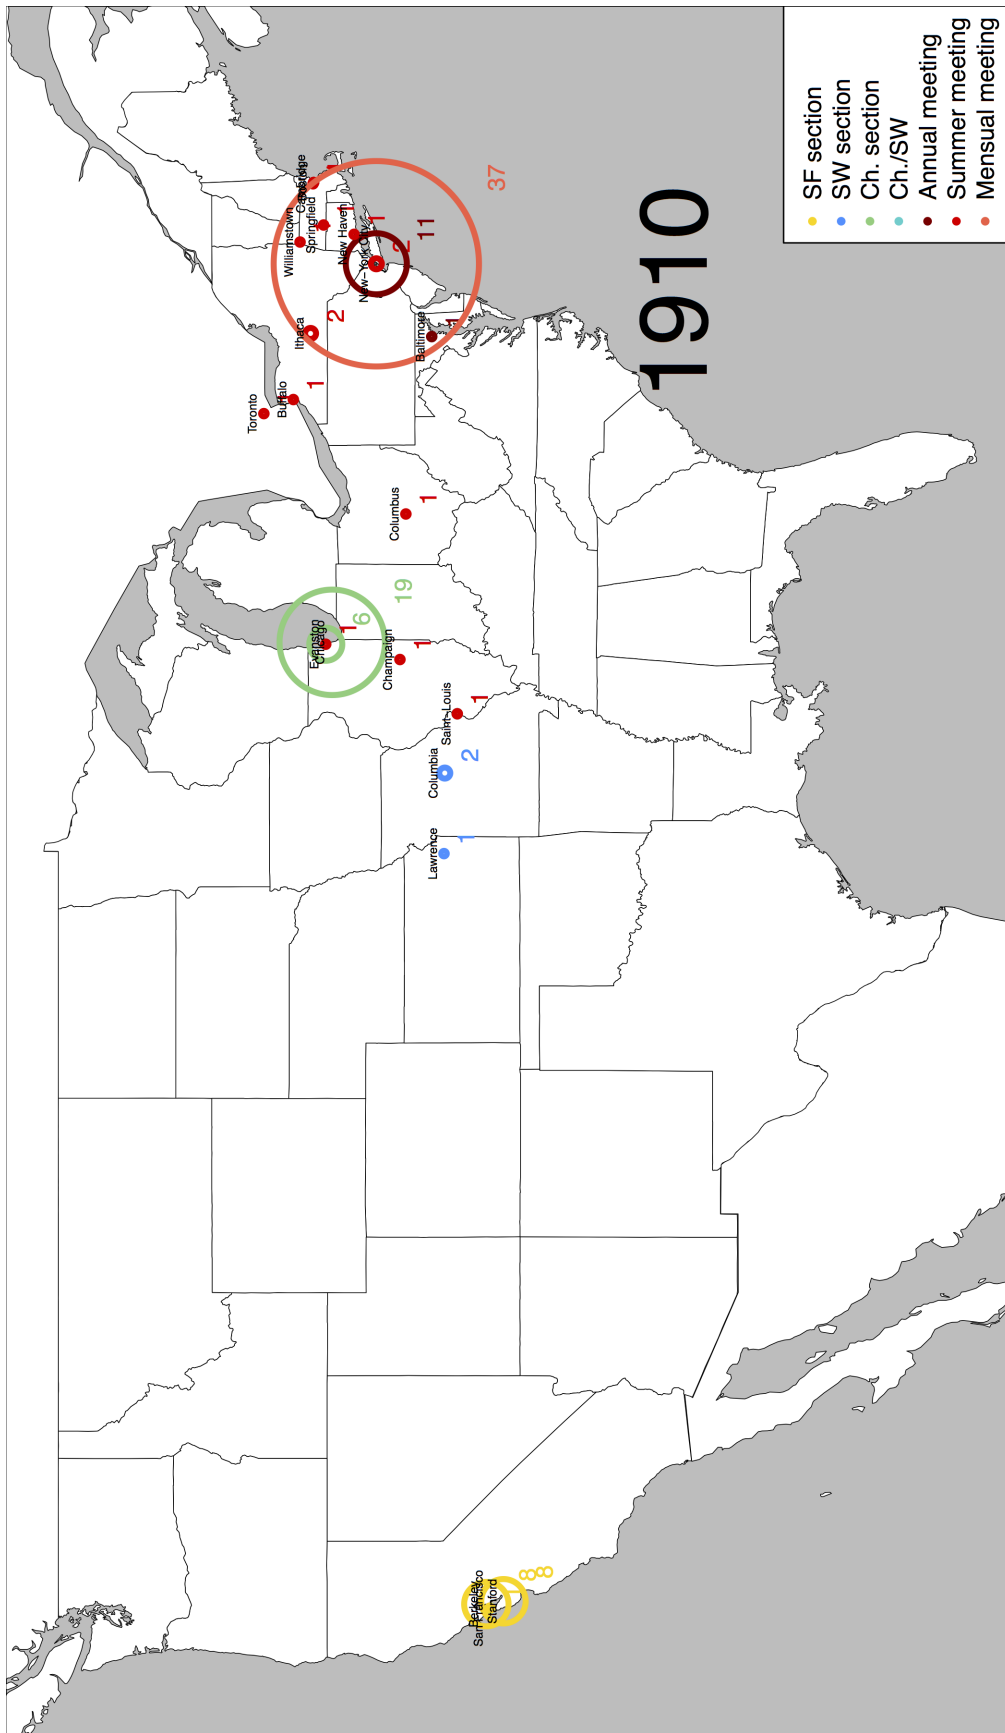 Williamstown
Springfield
1
New Haven
1
New-York City
2
11
37
Ithaca
2
Baltimore
1
Toronto
Buffalo
1
Columbus
1
Evanston
Chicago
1
6
19
Champaign
1
Saint-Louis
1
Columbia
2
Lawrence
1
Berkeley
San Francisco
Stanford
8
8
1910
SF section
SW section
Ch. section
Ch./SW
Annual meeting
Summer meeting
Mensual meeting